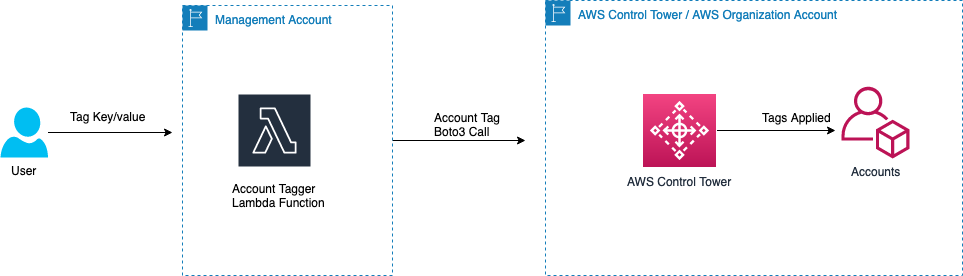 Management Account
AWS Control Tower / AWS Organization Account
Tag Key/value
User
Account Tagger
Lambda Function
Account Tag
Boto3 Call
AWS Control Tower
Tags Applied
Accounts